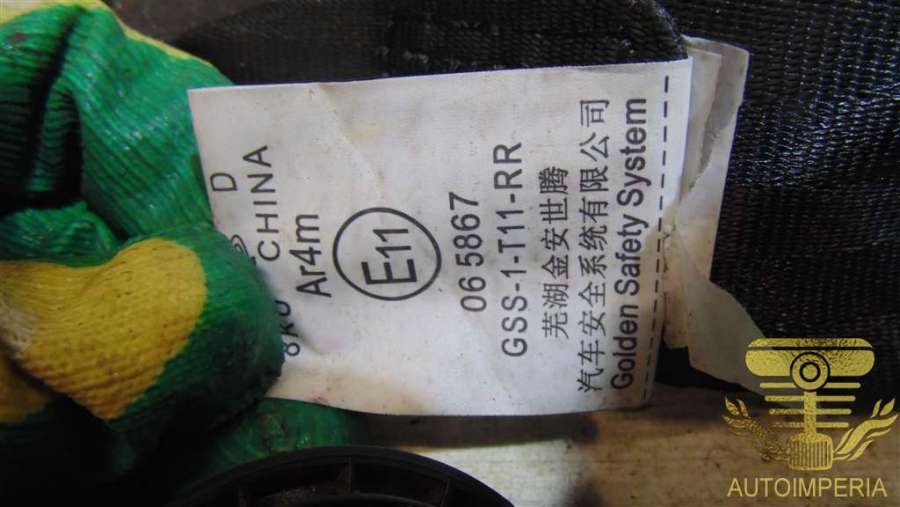 Golden Safety System
汽车安全系统有限公司
芜湖金安世腾
GSS-1-T11-RR
06 5867
E11
Ar4m
CHINA
D
AUTOIMPERIA